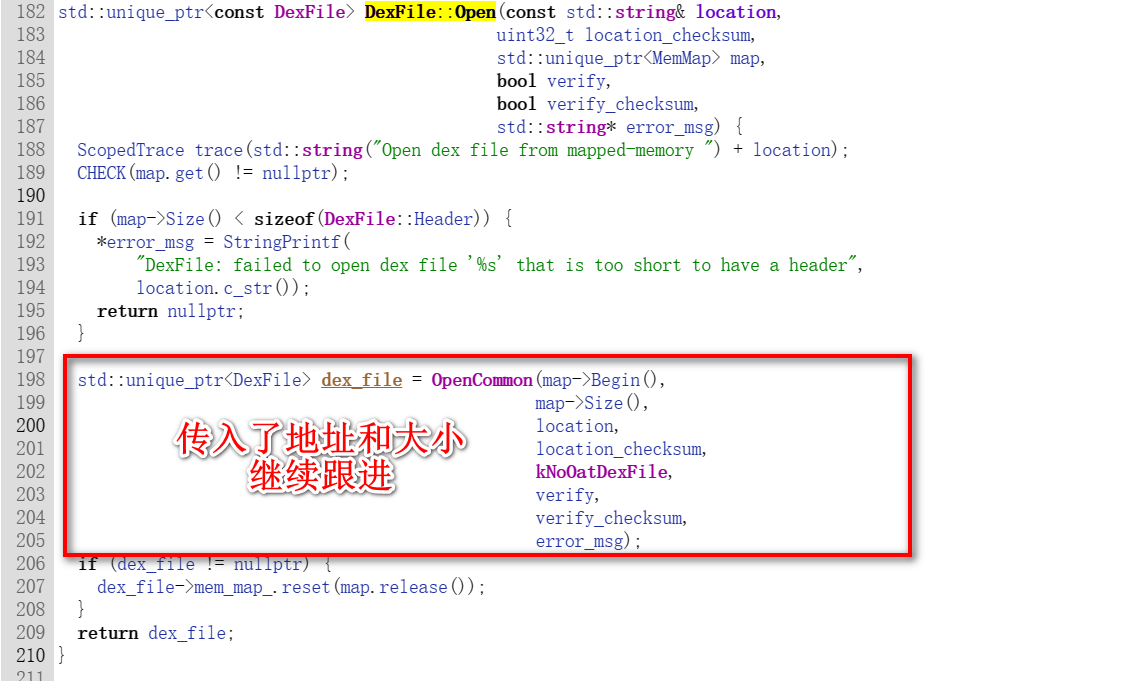 182 std::unique_ptr<const DexFile> DexFile::Open(const std::string& location,
183 uint32_t location_checksum,
184 std::unique_ptr<MemMap> map,
185 bool verify,
186 bool verify_checksum,
187 std::string* error_msg) {
188 ScopedTrace trace(std::string("Open dex file from mapped-memory ") + location);
189 CHECK(map.get() != nullptr);
190
191 if (map->Size() < sizeof(DexFile::Header)) {
192 *error_msg = StringPrintf(
193 "DexFile: failed to open dex file '%s' that is too short to have a header",
194 location.c_str());
195 return nullptr;
196 }
197
198 std::unique_ptr<DexFile> dex_file = OpenCommon(map->Begin(),
199 map->Size(),
200 location,
201 location_checksum,
202 kNoOatDexFile,
203 verify,
204 verify_checksum,
205 error_msg);
传入了地址和大小
继续跟进
206 if (dex_file != nullptr) {
207 dex_file->mem_map_.reset(map.release());
208 }
209 return dex_file;
210 }
211